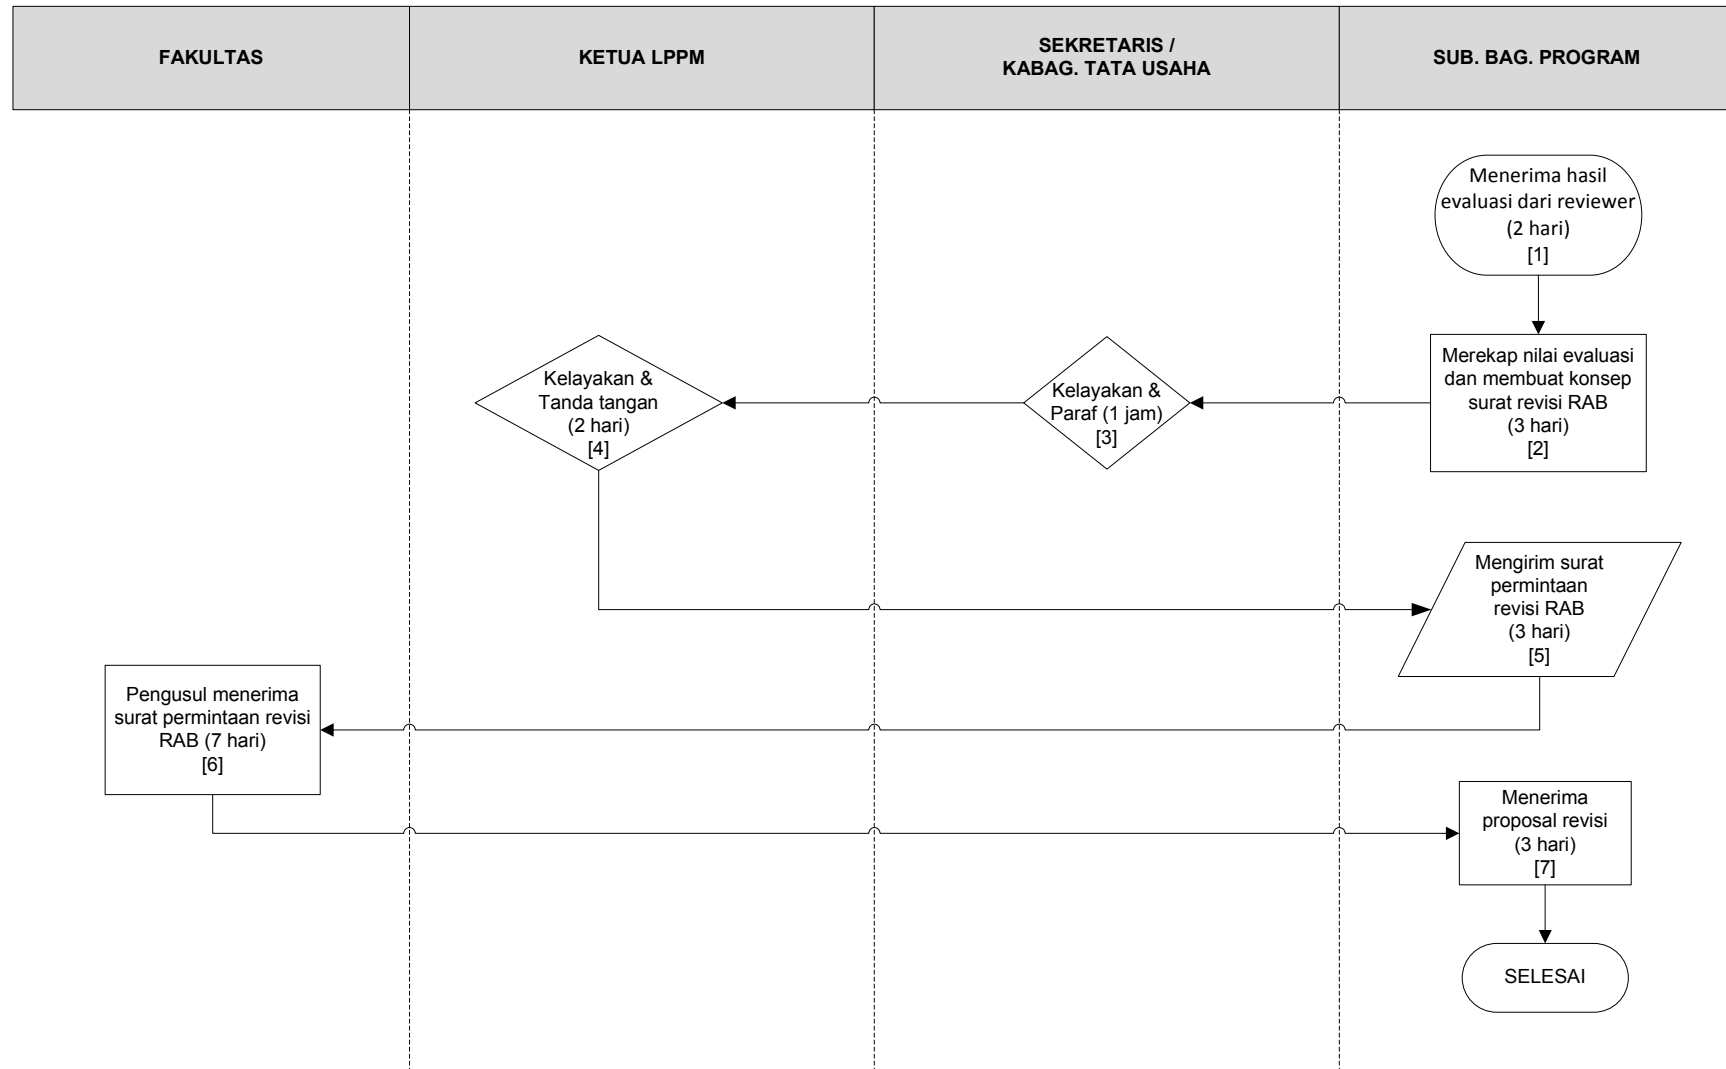 FAKULTAS
KETUA LPPM
SEKRETARIS /
KABAG. TATA USAHA
SUB. BAG. PROGRAM
Menerima hasil
evaluasi dari reviewer
(2 hari)
[1]
Merekap nilai evaluasi
dan membuat konsep
surat revisi RAB
(3 hari)
[2]
Kelayakan &
Paraf (1 jam)
[3]
Kelayakan &
Tanda tangan
(2 hari)
[4]
Mengirim surat
permintaan
revisi RAB
(3 hari)
[5]
Pengusul menerima
surat permintaan revisi
RAB (7 hari)
[6]
Menerima
proposal revisi
(3 hari)
[7]
SELESAI